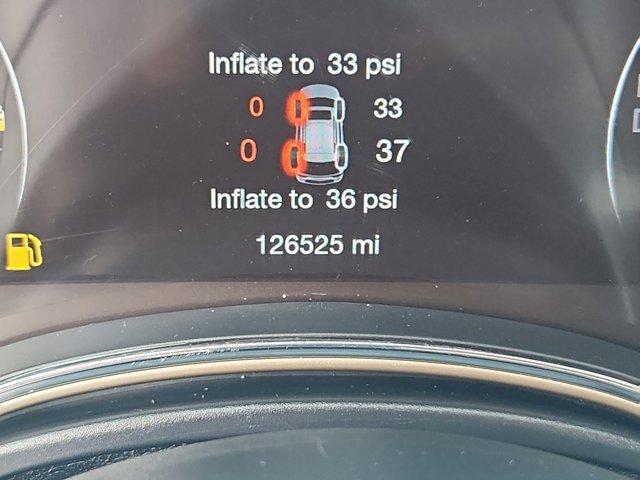 Inflate to 33 psi
0 33
0 37
Inflate to 36 psi
126525 mi